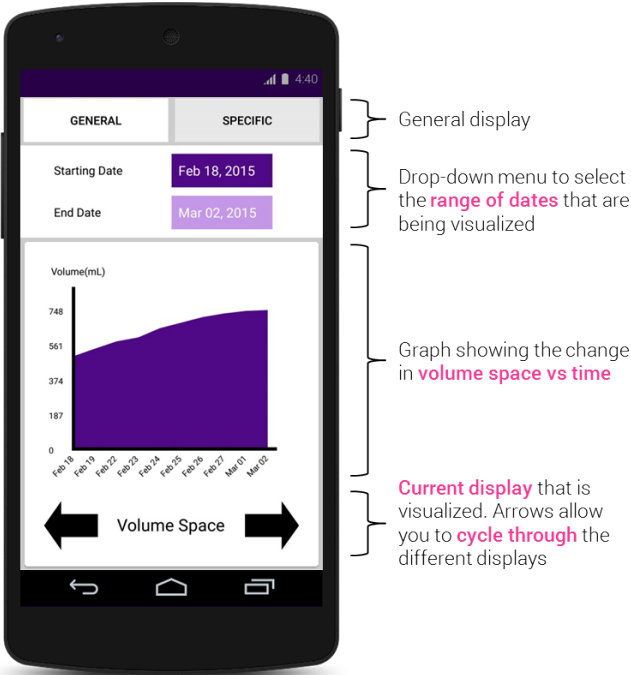 4:40
GENERAL
SPECIFIC
General display
Starting Date
Feb 18, 2015
End Date
Mar 02, 2015
Drop-down menu to select
the range of dates that are
being visualized
Volume(mL)
748
561
374
187
0
Feb 18
Feb 19
Feb 22
Feb 23
Feb 24
Feb 25
Feb 26
Feb 27
Mar 01
Mar 02
Graph showing the change
in volume space vs time
Volume Space
Current display that is
visualized. Arrows allow
you to cycle through the
different displays